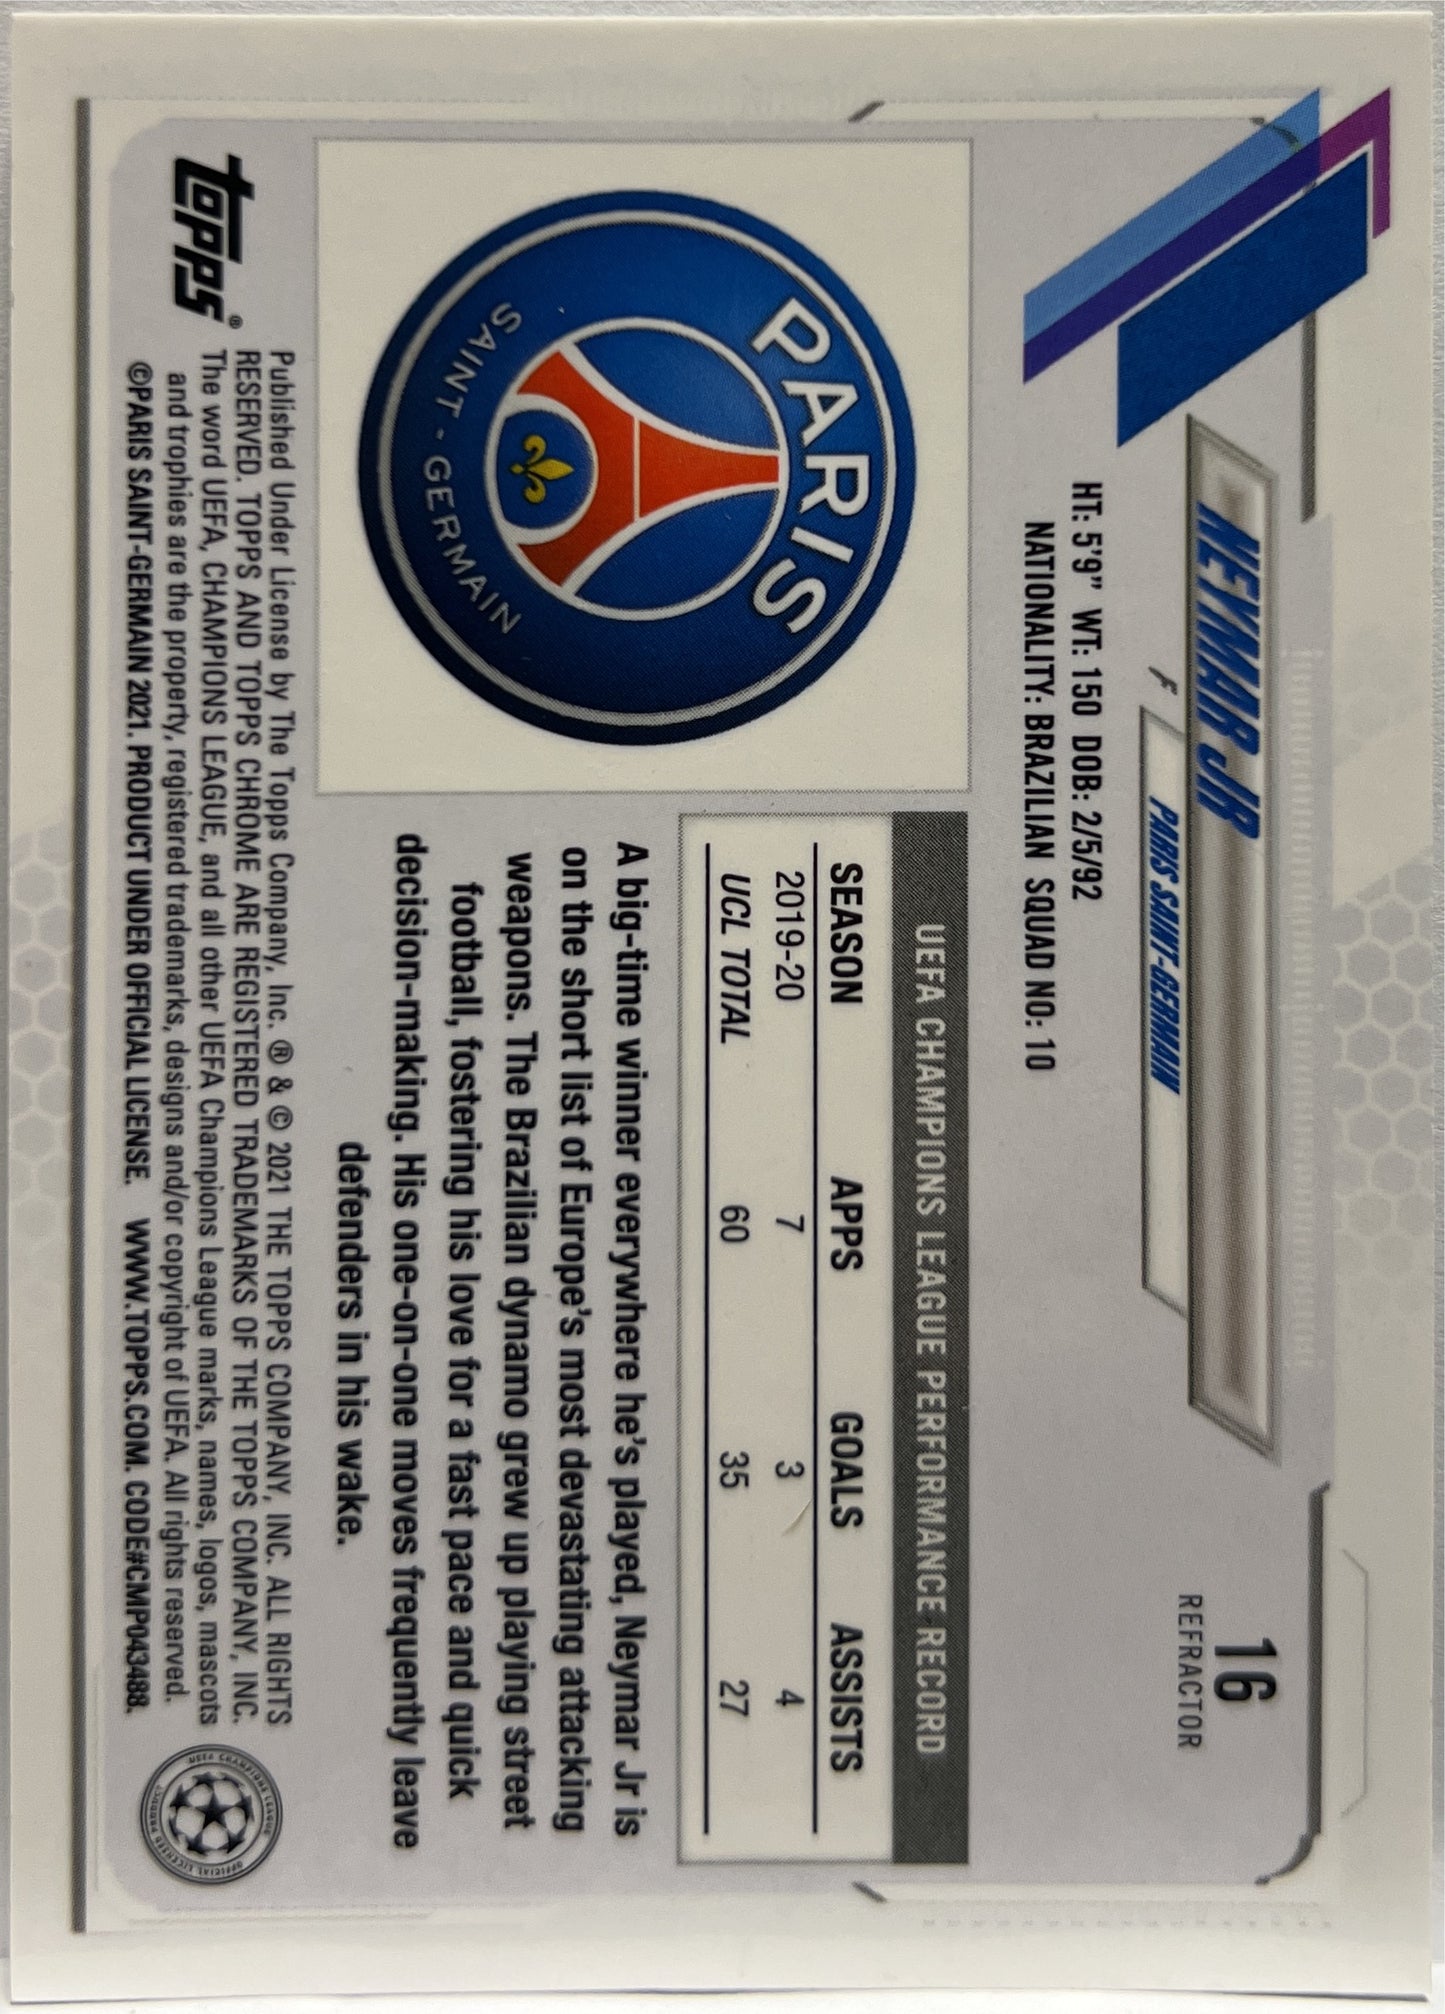 16
REFRACTOR
NEYMAR JR
F PARIS SAINT-GERMAIN
HT: 5'9" WT: 150 DOB: 2/5/92
NATIONALITY: BRAZILIAN SQUAD NO: 10
PARIS
SAINT-GERMAIN
UEFA CHAMPIONS LEAGUE PERFORMANCE RECORD
SEASON APPS GOALS ASSISTS
2019-20 7 3 4
UCL TOTAL 60 35 27
A big-time winner everywhere he's played, Neymar Jr is
on the short list of Europe's most devastating attacking
weapons. The Brazilian dynamo grew up playing street
football, fostering his love for a fast pace and quick
decision-making. His one-on-one moves frequently leave
defenders in his wake.
topps®
Published Under License by The Topps Company, Inc. ® & © 2021 THE TOPPS COMPANY, INC. ALL RIGHTS
RESERVED. TOPPS AND TOPPS CHROME ARE REGISTERED TRADEMARKS OF THE TOPPS COMPANY, INC.
The word UEFA, CHAMPIONS LEAGUE, and all other UEFA Champions League marks, names, logos, mascots
and trophies are the property, registered trademarks, designs and/or copyright of UEFA. All rights reserved.
©PARIS SAINT-GERMAIN 2021. PRODUCT UNDER OFFICIAL LICENSE. WWW.TOPPS.COM. CODE#CMP043488.
UEFA CHAMPIONS LEAGUE
OFFICIAL LICENSED PRODUCT